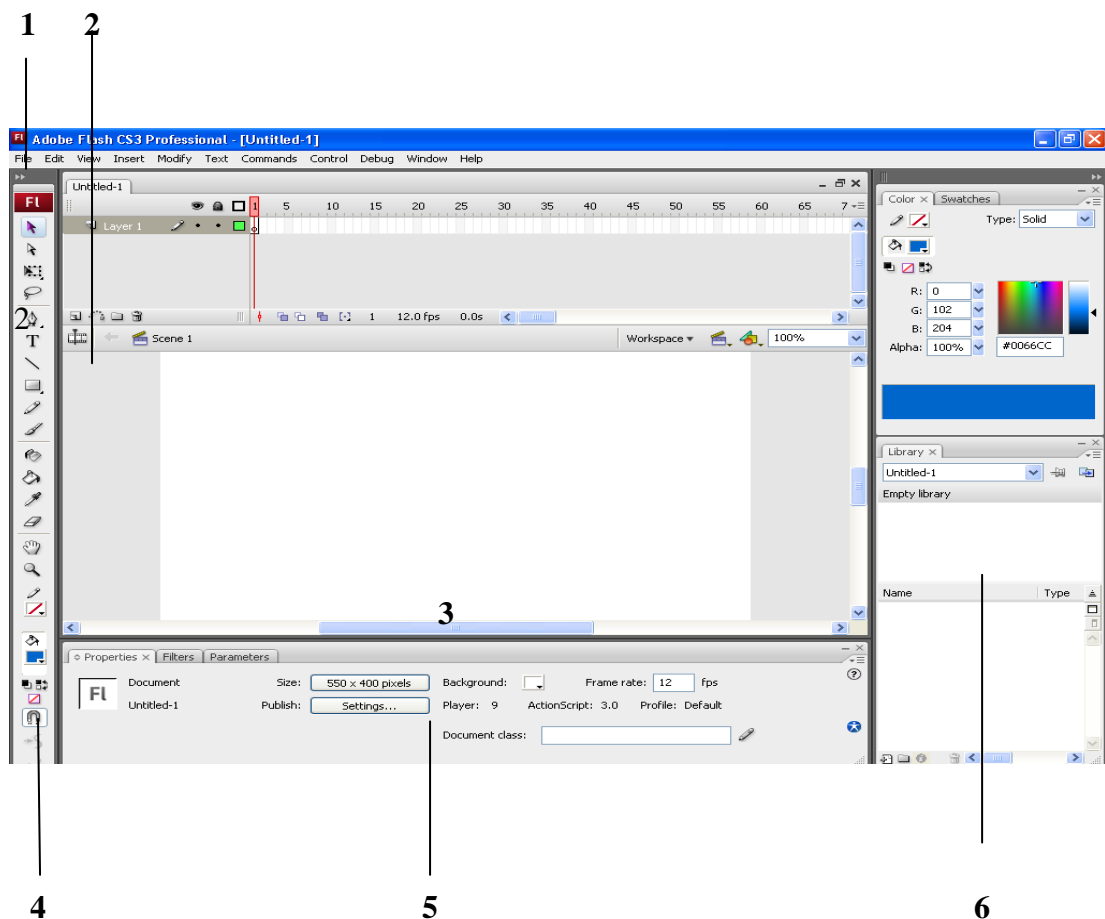 1 2
Fl Adobe Flash CS3 Professional - [Untitled-1]
File Edit View Insert Modify Text Commands Control Debug Window Help
Untitled-1
Fl
1 5 10 15 20 25 30 35 40 45 50 55 60 65 7
Layer 1
1 12.0 fps 0.0s
Scene 1 Workspace 100%
2
T
Color Swatches
Type: Solid
R: 0
G: 102
B: 204
Alpha: 100% #0066CC
Library
Untitled-1
Empty library
Name Type
3
Properties Filters Parameters
Fl Document Size: 550 x 400 pixels Background: Frame rate: 12 fps
Untitled-1 Publish: Settings... Player: 9 ActionScript: 3.0 Profile: Default
Document class:
4 5 6